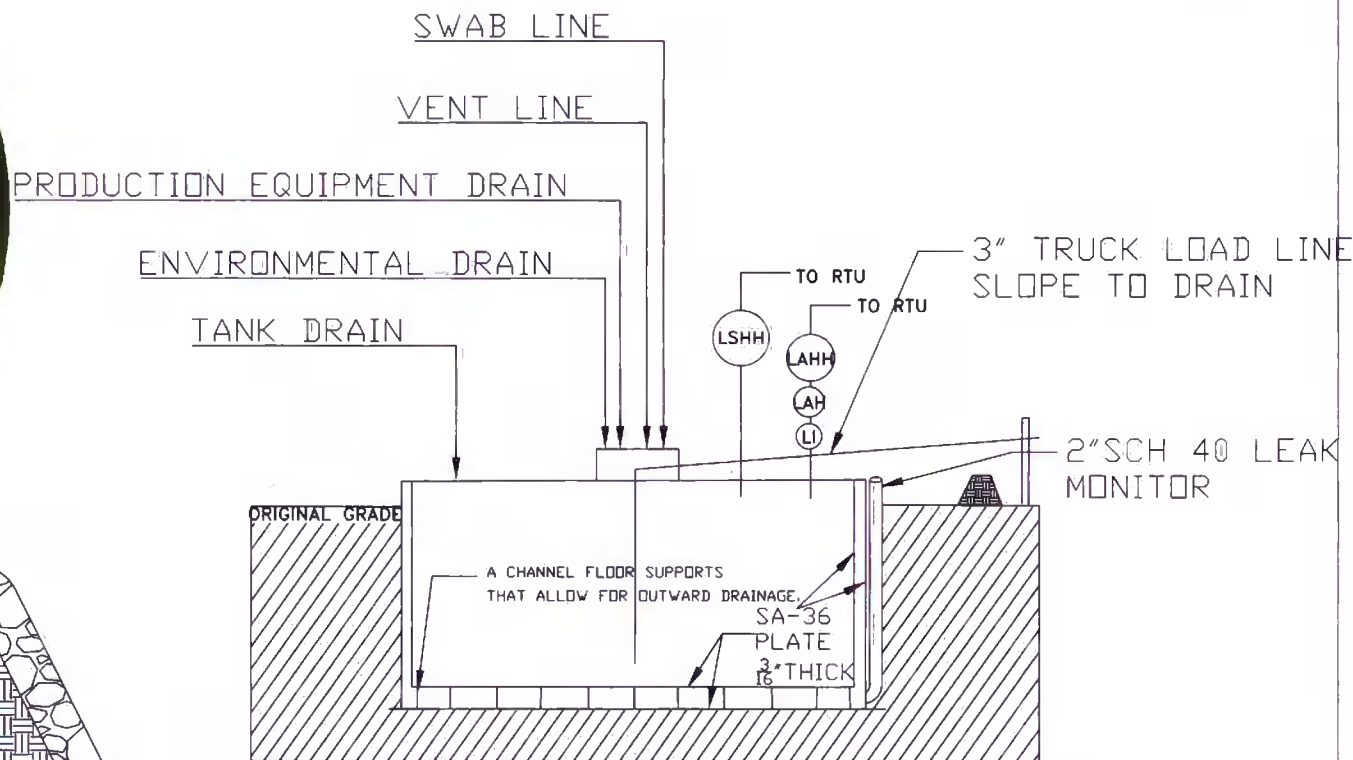 SWAB LINE
VENT LINE
PRODUCTION EQUIPMENT DRAIN
ENVIRONMENTAL DRAIN
TANK DRAIN
TO RTU
TO RTU
3" TRUCK LOAD LINE
SLOPE TO DRAIN
LSHH
LAHH
LAH
LI
2"SCH 40 LEAK
MONITOR
ORIGINAL GRADE
A CHANNEL FLOOR SUPPORTS
THAT ALLOW FOR OUTWARD DRAINAGE.
SA-36
PLATE
3/16" THICK